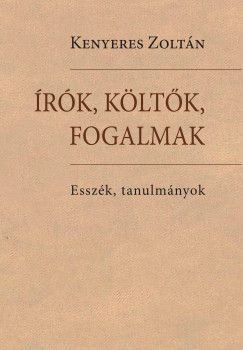 Kenyeres Zoltán
ÍRÓK, KÖLTŐK,
FOGALMAK
Esszék, tanulmányok